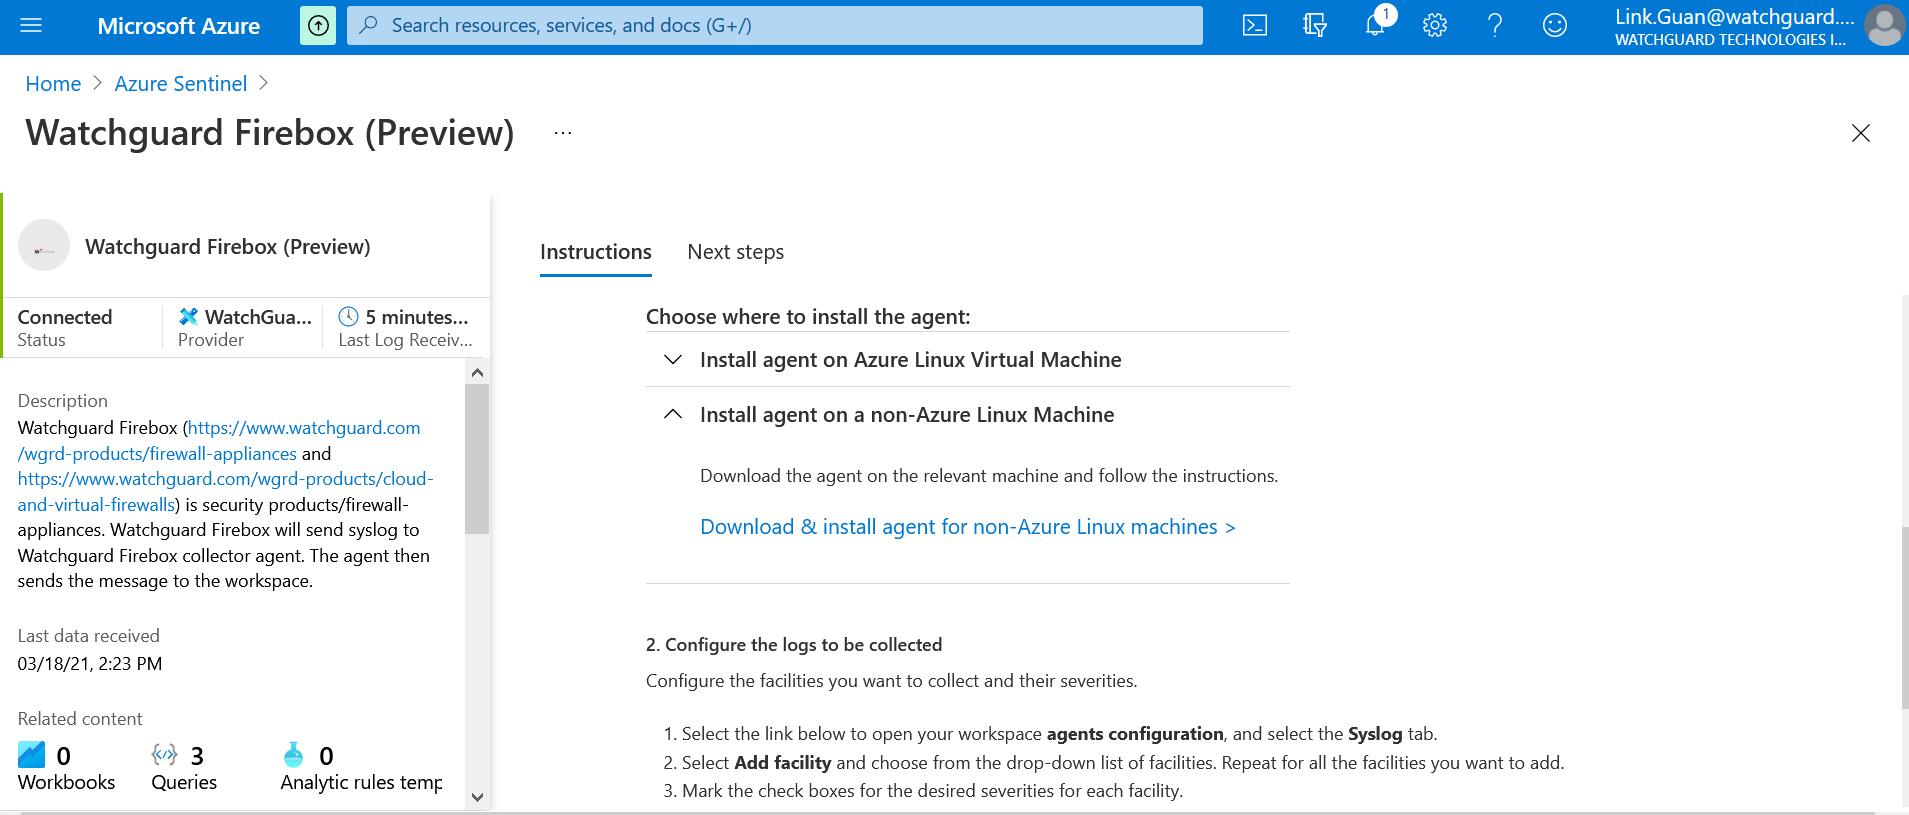 Microsoft Azure
Search resources, services, and docs (G+/)
1
Link.Guan@watchguard....
WATCHGUARD TECHNOLOGIES I...
Home > Azure Sentinel >
Watchguard Firebox (Preview) ...
Watchguard Firebox (Preview)
Connected
Status
WatchGua...
Provider
5 minutes...
Last Log Receiv...
Description
Watchguard Firebox (https://www.watchguard.com
/wgrd-products/firewall-appliances and
https://www.watchguard.com/wgrd-products/cloud-
and-virtual-firewalls) is security products/firewall-
appliances. Watchguard Firebox will send syslog to
Watchguard Firebox collector agent. The agent then
sends the message to the workspace.
Last data received
03/18/21, 2:23 PM
Related content
0
Workbooks
3
Queries
0
Analytic rules temp
Instructions
Next steps
Choose where to install the agent:
Install agent on Azure Linux Virtual Machine
Install agent on a non-Azure Linux Machine
Download the agent on the relevant machine and follow the instructions.
Download & install agent for non-Azure Linux machines >
2. Configure the logs to be collected
Configure the facilities you want to collect and their severities.
1. Select the link below to open your workspace agents configuration, and select the Syslog tab.
2. Select Add facility and choose from the drop-down list of facilities. Repeat for all the facilities you want to add.
3. Mark the check boxes for the desired severities for each facility.